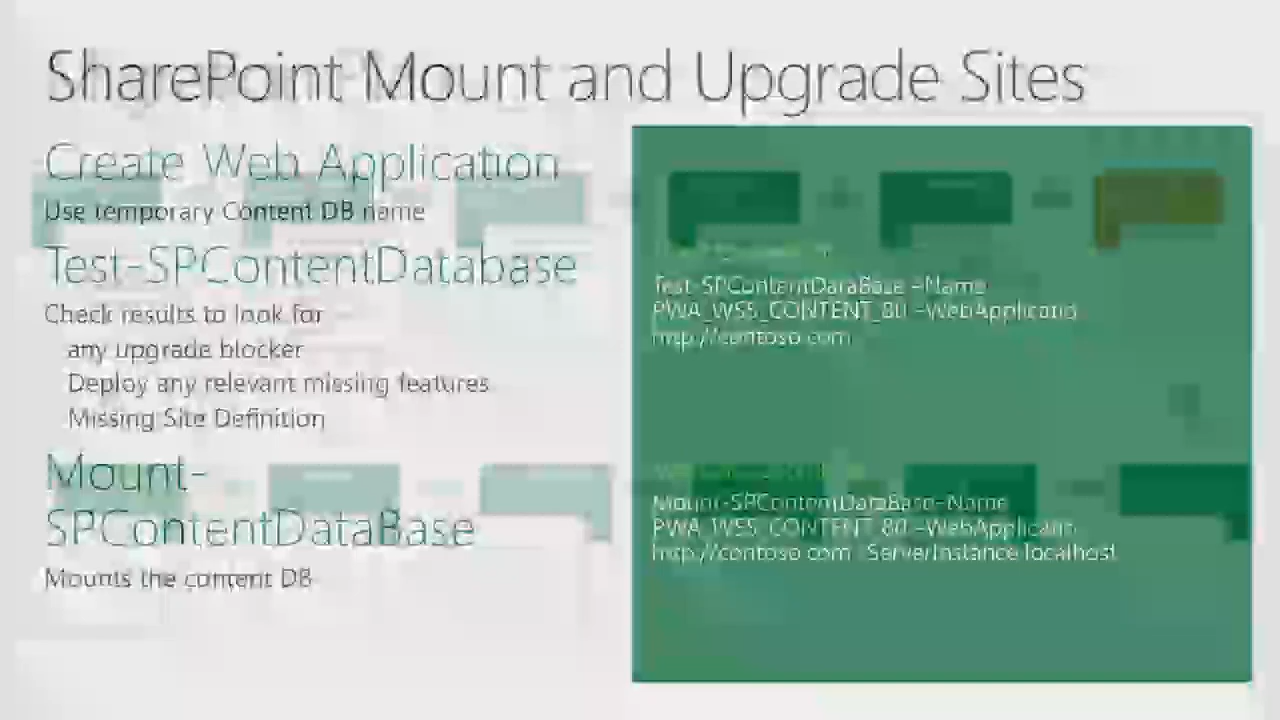 SharePoint Mount and Upgrade Sites
Create Web Application
Use temporary Content DB name
Test-SPContentDatabase
Check results to look for
any upgrade blocker
Deploy any relevant missing features
Missing Site Definition
Mount-
SPContentDataBase
Mounts the content DB
Test-SPContentDataBase -Name
PWA_WSS_CONTENT_80 -WebApplicatio
http://contoso.com
Mount-SPContentDataBase-Name
PWA_WSS_CONTENT_80 -WebApplicatio
http://contoso.com ServerInstance localhost